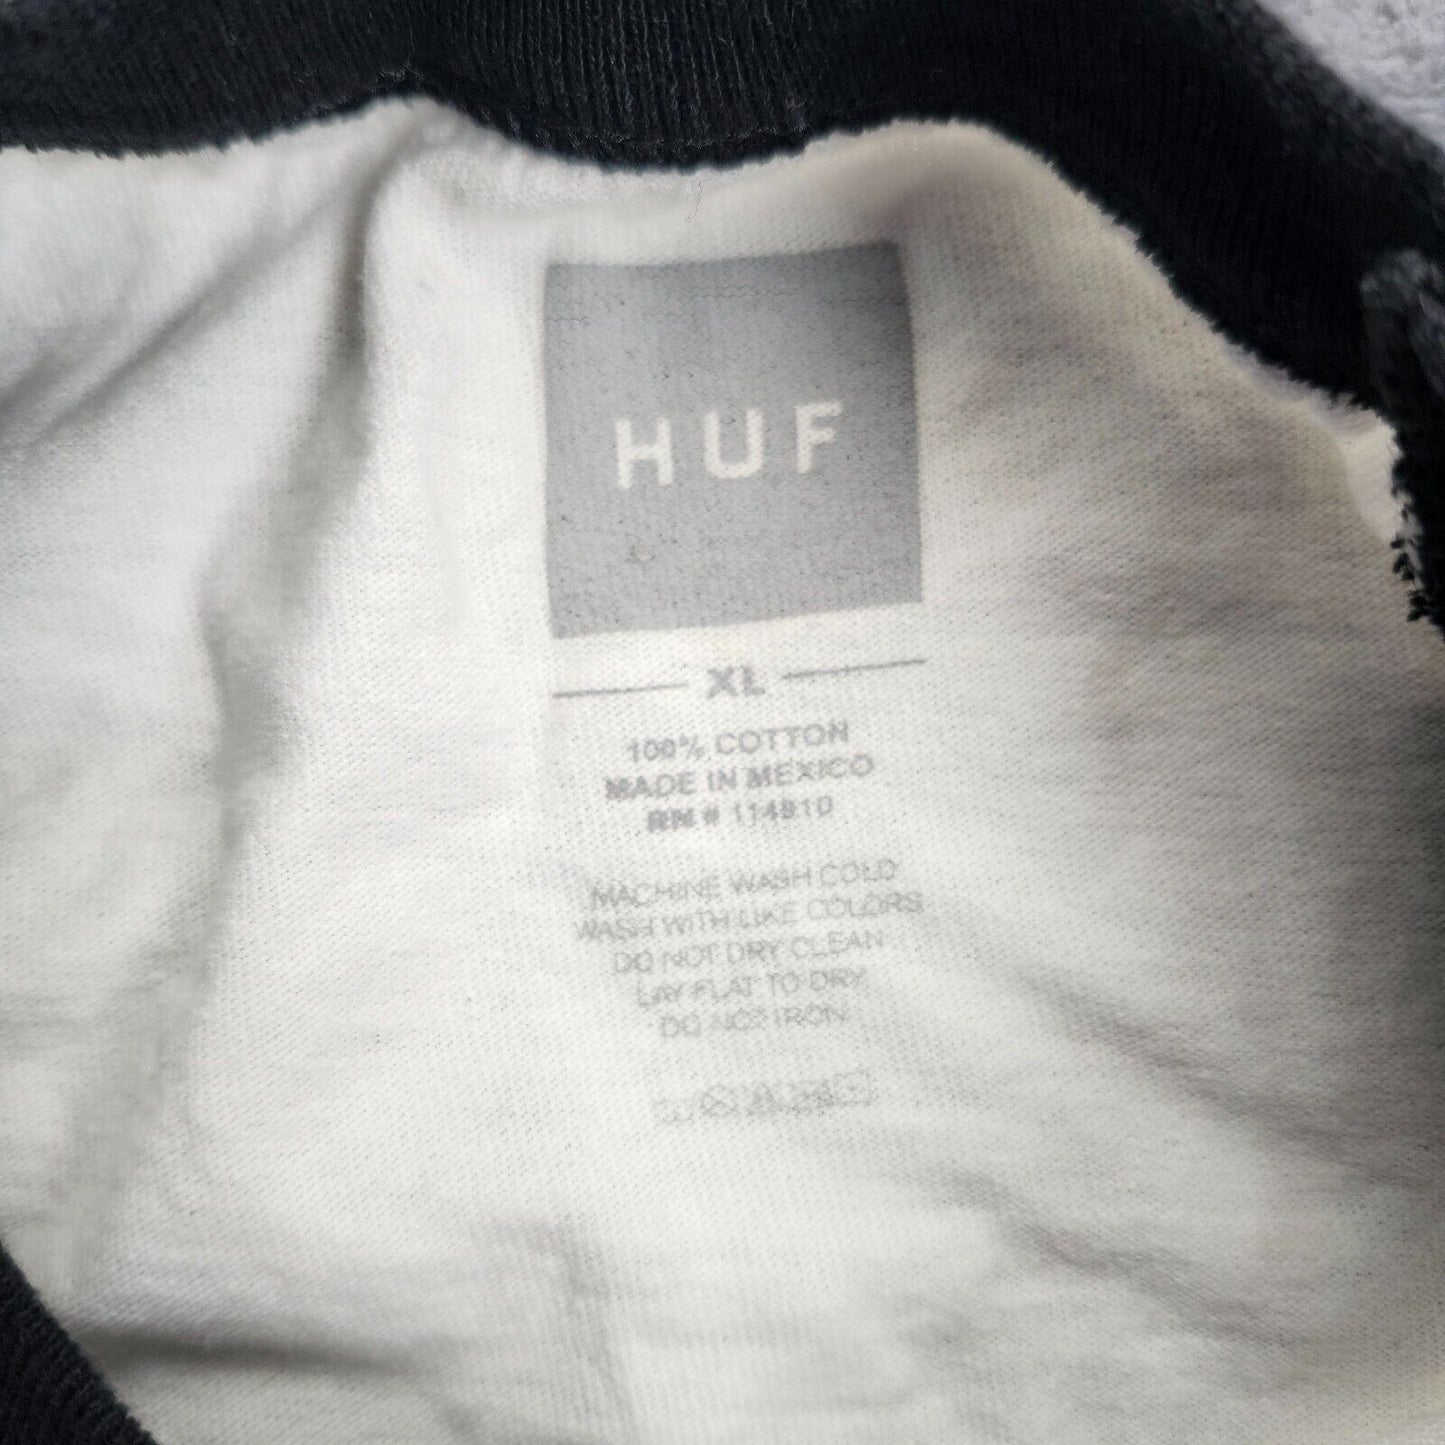 HUF
XL
100% COTTON
MADE IN MEXICO
RN # 114910
MACHINE WASH COLD
WASH WITH LIKE COLORS
DO NOT DRY CLEAN
LAY FLAT TO DRY
DO NOT IRON